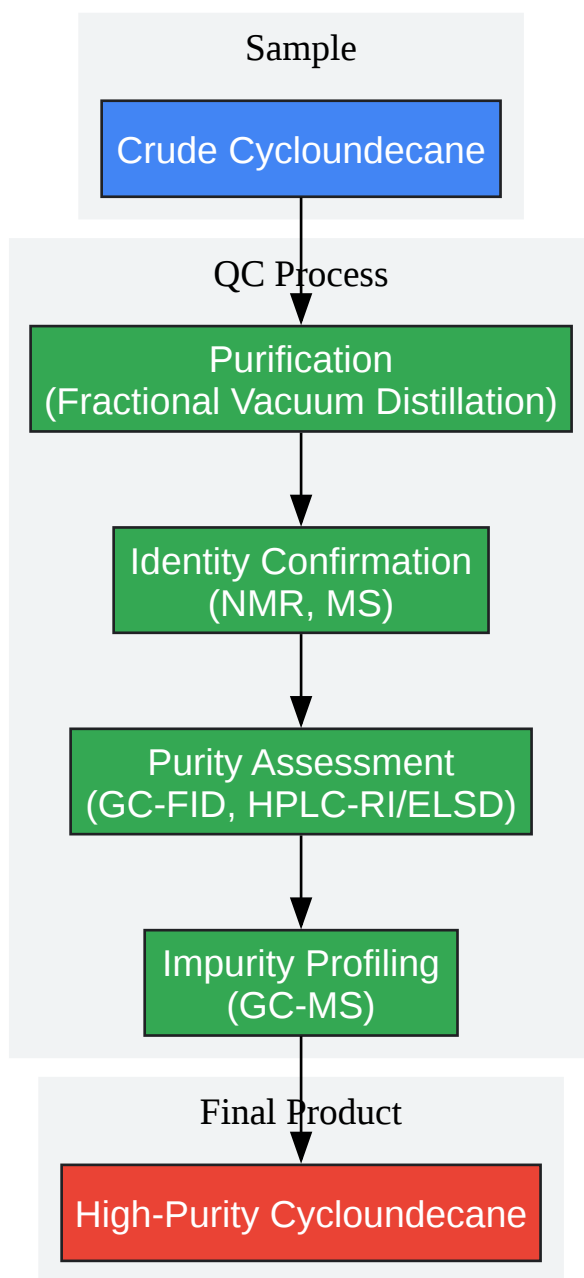 Sample
Crude Cycloundecane
QC Process
Purification
(Fractional Vacuum Distillation)
Identity Confirmation
(NMR, MS)
Purity Assessment
(GC-FID, HPLC-RI/ELSD)
Impurity Profiling
(GC-MS)
Final Product
High-Purity Cycloundecane